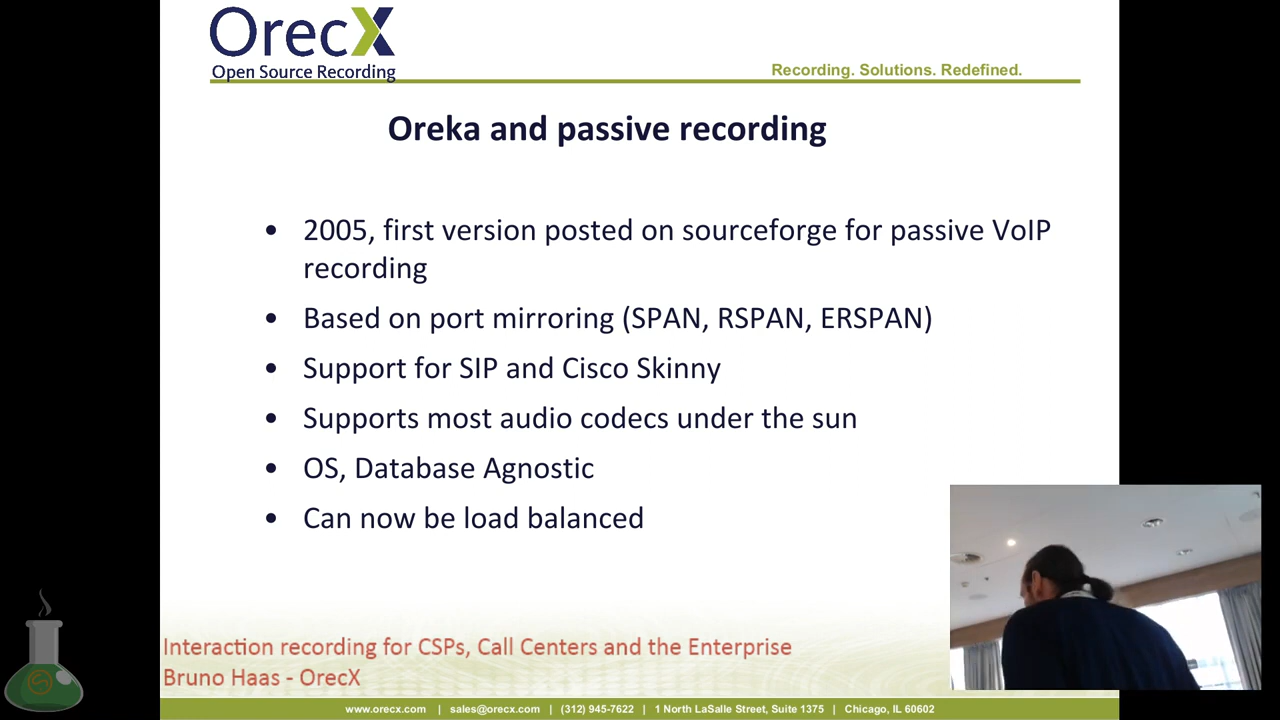 OrecX
Open Source Recording
Recording. Solutions. Redefined.
Oreka and passive recording
• 2005, first version posted on sourceforge for passive VoIP
recording
• Based on port mirroring (SPAN, RSPAN, ERSPAN)
• Support for SIP and Cisco Skinny
• Supports most audio codecs under the sun
• OS, Database Agnostic
• Can now be load balanced
Interaction recording for CSPs, Call Centers and the Enterprise
Bruno Haas - OrecX
www.orecx.com | sales@orecx.com | (312) 945-7622 | 1 North LaSalle Street, Suite 1375 | Chicago, IL 60602